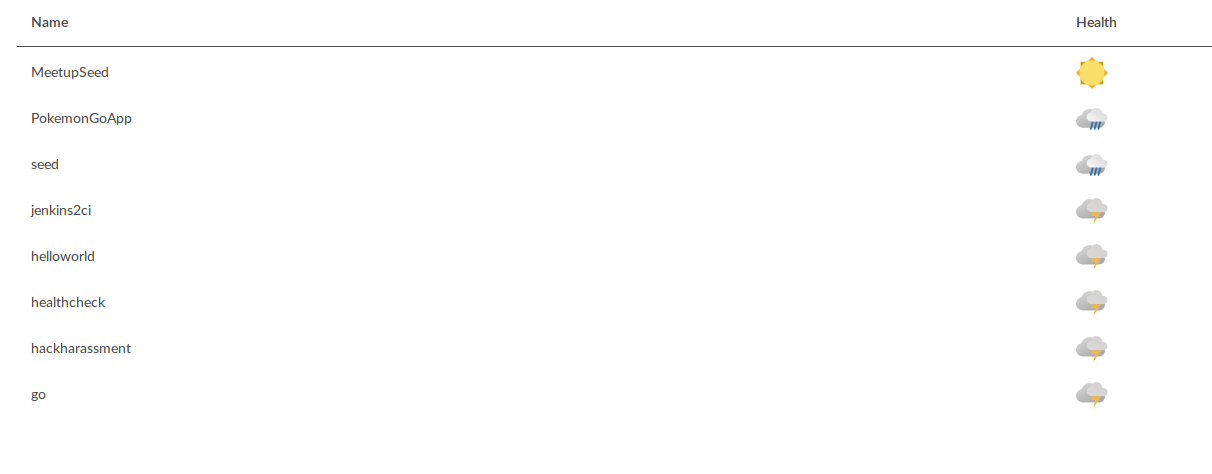 Name Health
MeetupSeed
PokemonGoApp
seed
jenkins2ci
helloworld
healthcheck
hackharassment
go